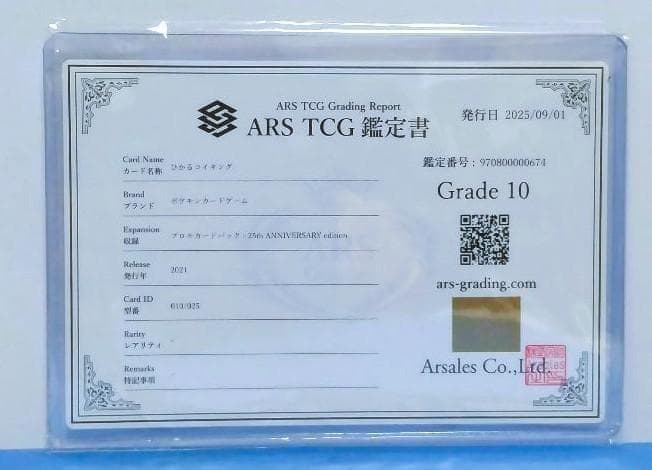 ARS TCG Grading Report
ARS TCG 鑑定書
発行日 2025/09/01
Card Name
カード名称 ひかるコイキング
鑑定番号 : 970800000674
Grade 10
Brand
ブランド ポケモンカードゲーム
Expansion
収録 プロモカードパック 25th ANNIVERSARY edition
Release
発行年 2021
ars-grading.com
Card ID
型番 010/025
Rarity
レアリティ
Arsales Co.,Ltd.
Remarks
特記事項